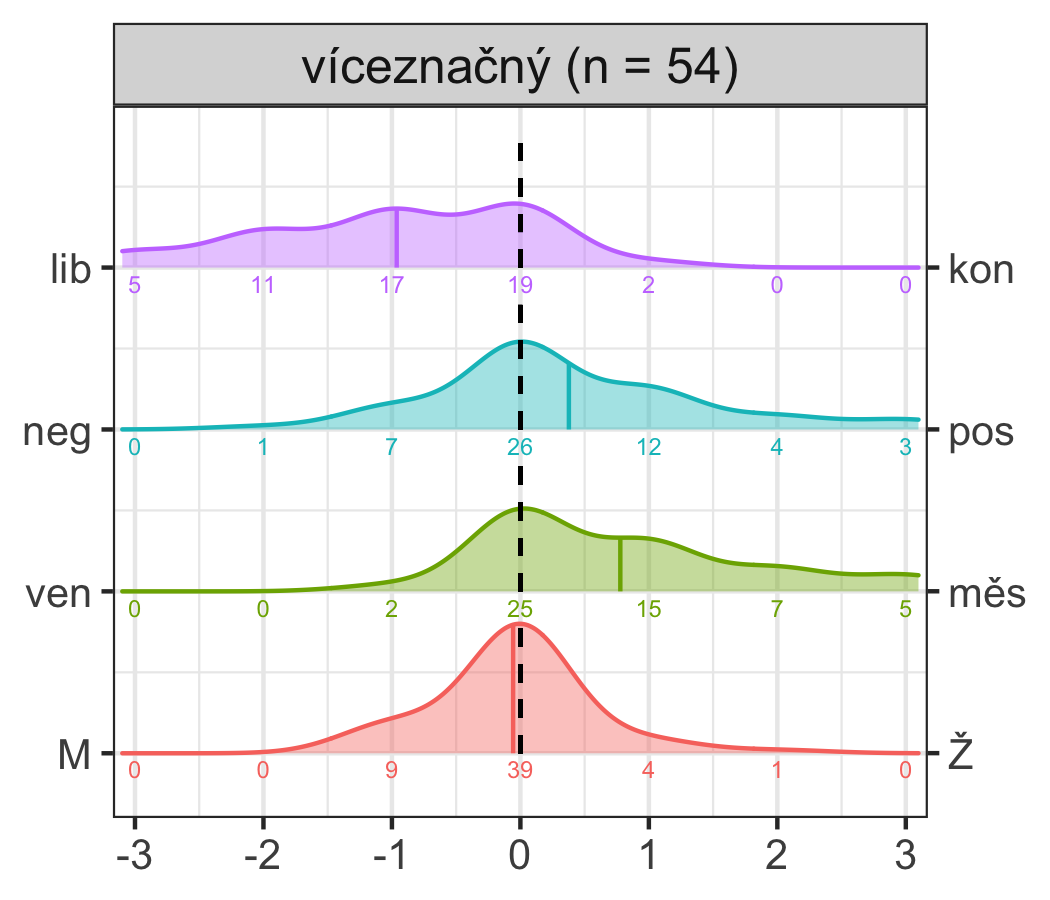 víceznačný (n = 54)
lib kon
5 11 17 19 2 0 0
neg pos
0 1 7 26 12 4 3
ven měs
0 0 2 25 15 7 5
M Ž
0 0 9 39 4 1 0
-3 -2 -1 0 1 2 3